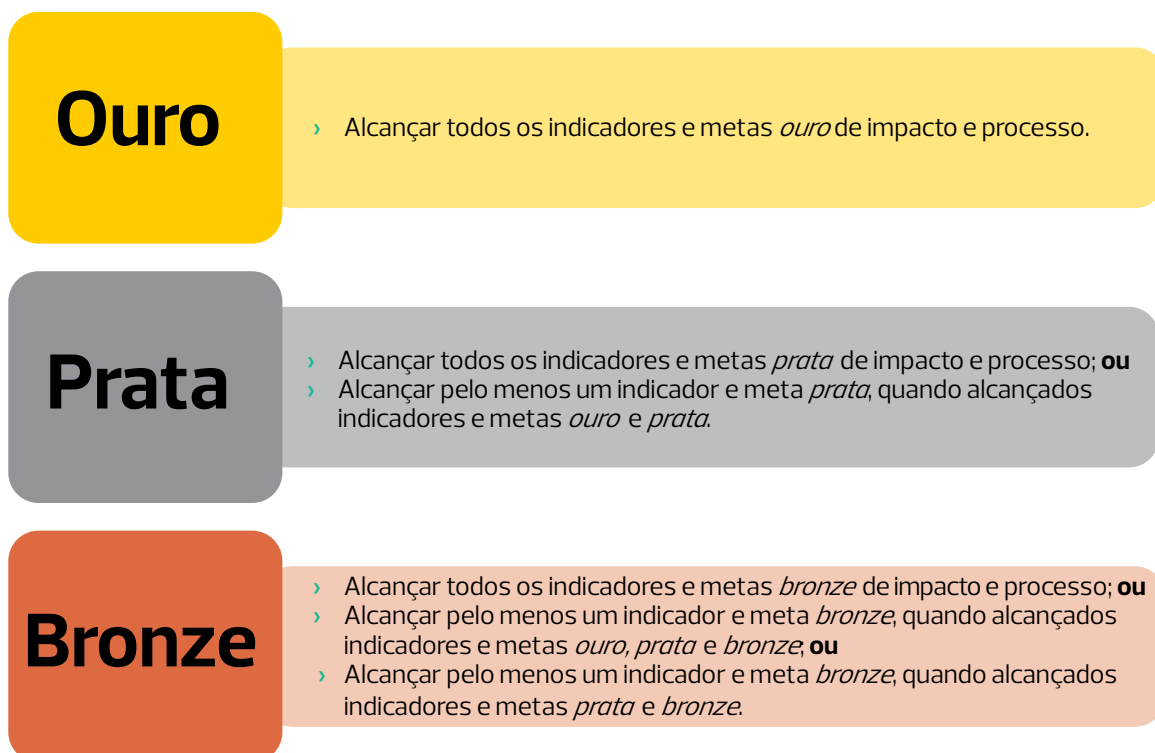 Ouro
› Alcançar todos os indicadores e metas ouro de impacto e processo.
Prata
› Alcançar todos os indicadores e metas prata de impacto e processo; ou
› Alcançar pelo menos um indicador e meta prata, quando alcançados
indicadores e metas ouro e prata.
Bronze
› Alcançar todos os indicadores e metas bronze de impacto e processo; ou
› Alcançar pelo menos um indicador e meta bronze, quando alcançados
indicadores e metas ouro, prata e bronze; ou
› Alcançar pelo menos um indicador e meta bronze, quando alcançados
indicadores e metas prata e bronze.